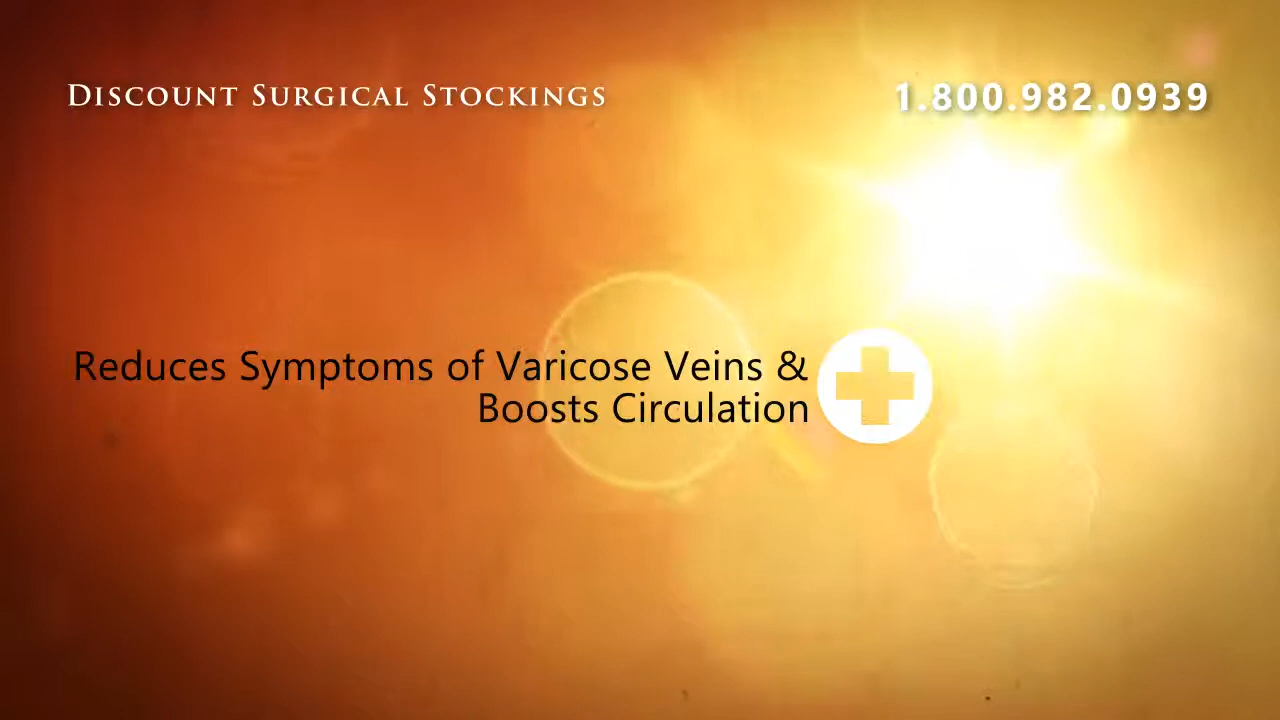 Discount Surgical Stockings
1.800.982.0939
Reduces Symptoms of Varicose Veins &
Boosts Circulation